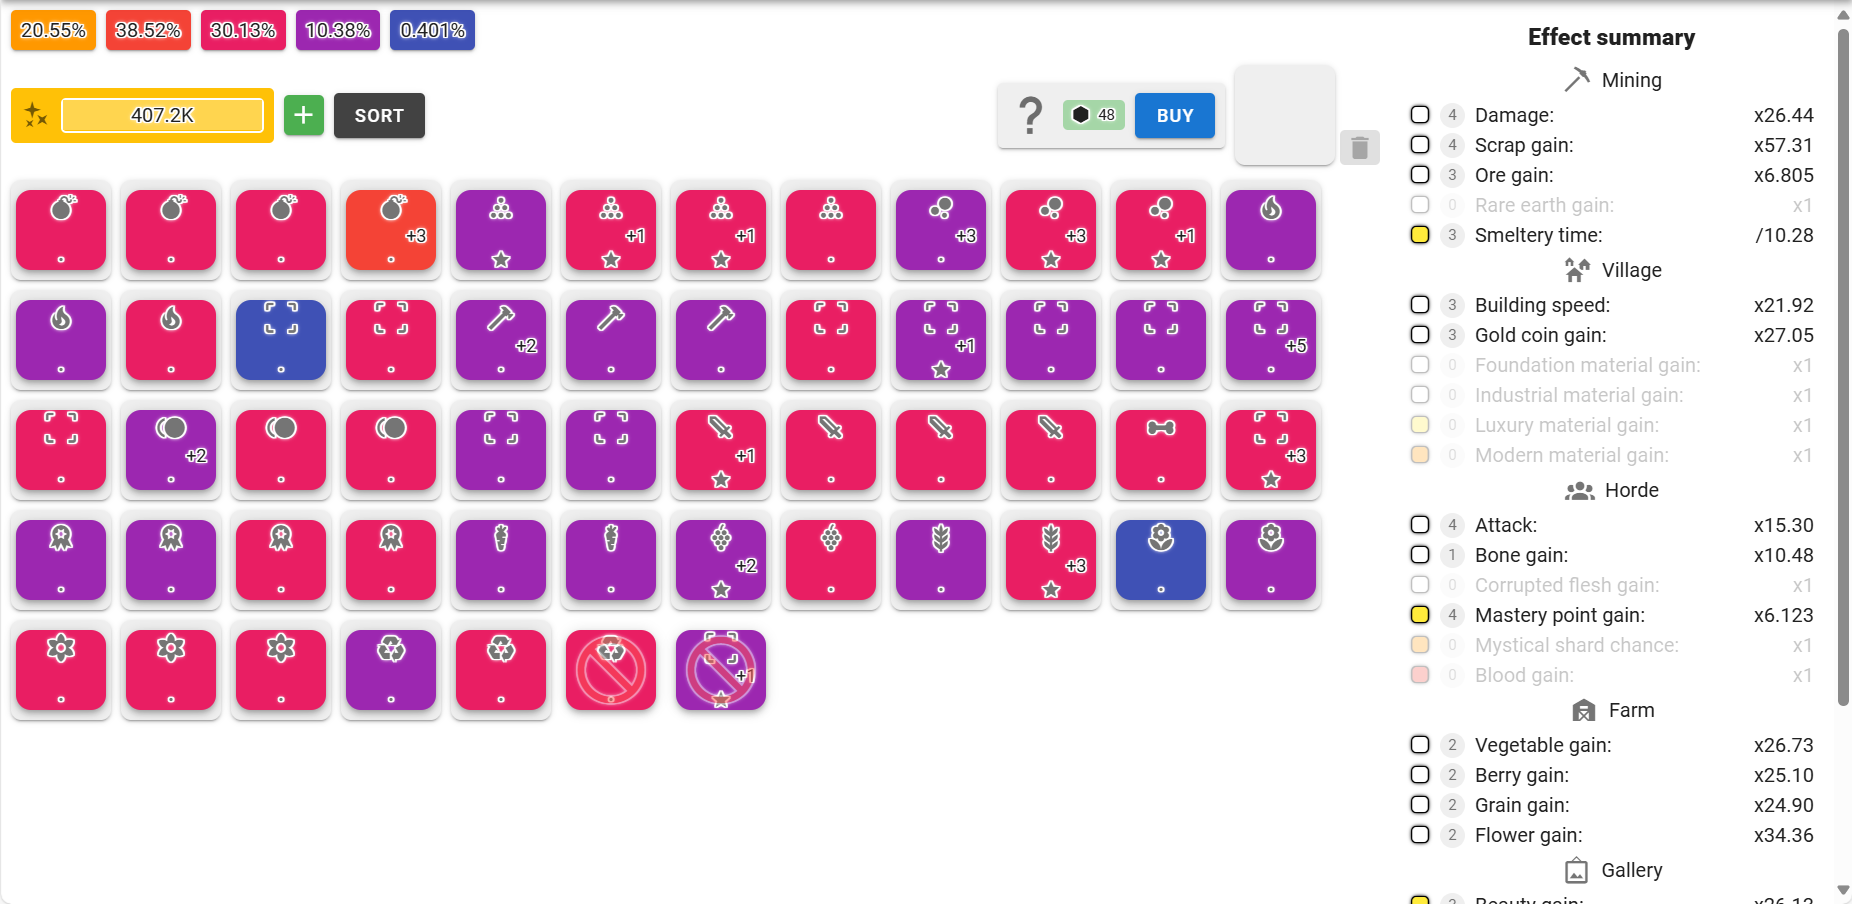 20.55% 38.52% 30.13% 10.38% 0.401%
407.2K + SORT ? 48 BUY
+3 +1 +1 +3 +3 +1
+2 +1 +5
+2 +1 +3
+2 +3
+1
Effect summary
Mining
4 Damage: x26.44
4 Scrap gain: x57.31
3 Ore gain: x6.805
0 Rare earth gain: x1
3 Smeltery time: /10.28
Village
3 Building speed: x21.92
3 Gold coin gain: x27.05
0 Foundation material gain: x1
0 Industrial material gain: x1
0 Luxury material gain: x1
0 Modern material gain: x1
Horde
4 Attack: x15.30
1 Bone gain: x10.48
0 Corrupted flesh gain: x1
4 Mastery point gain: x6.123
0 Mystical shard chance: x1
0 Blood gain: x1
Farm
2 Vegetable gain: x26.73
2 Berry gain: x25.10
2 Grain gain: x24.90
2 Flower gain: x34.36
Gallery
Beauty gain: